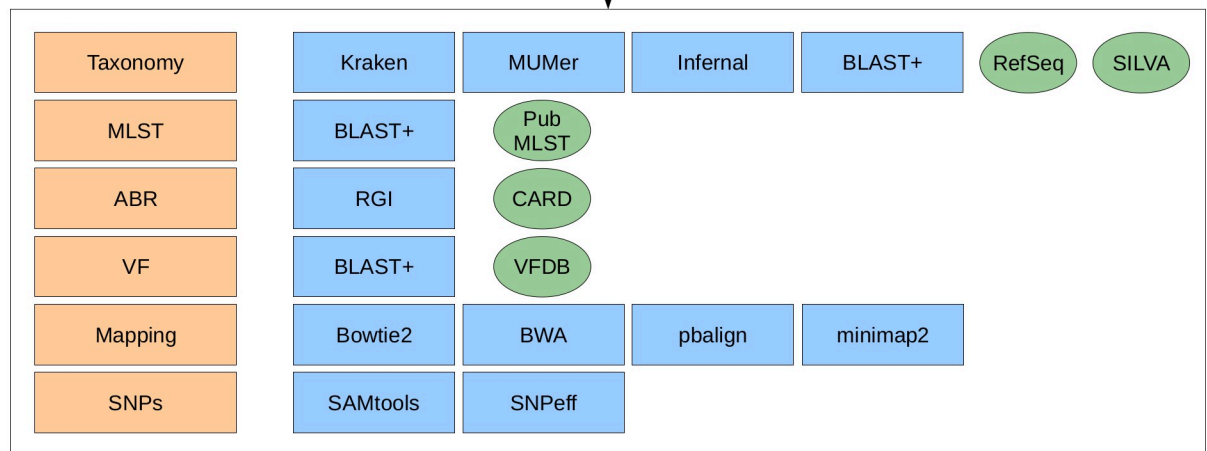 Taxonomy Kraken MUMer Infernal BLAST+ RefSeq SILVA
MLST BLAST+ Pub
MLST
ABR RGI CARD
VF BLAST+ VFDB
Mapping Bowtie2 BWA pbalign minimap2
SNPs SAMtools SNPeff